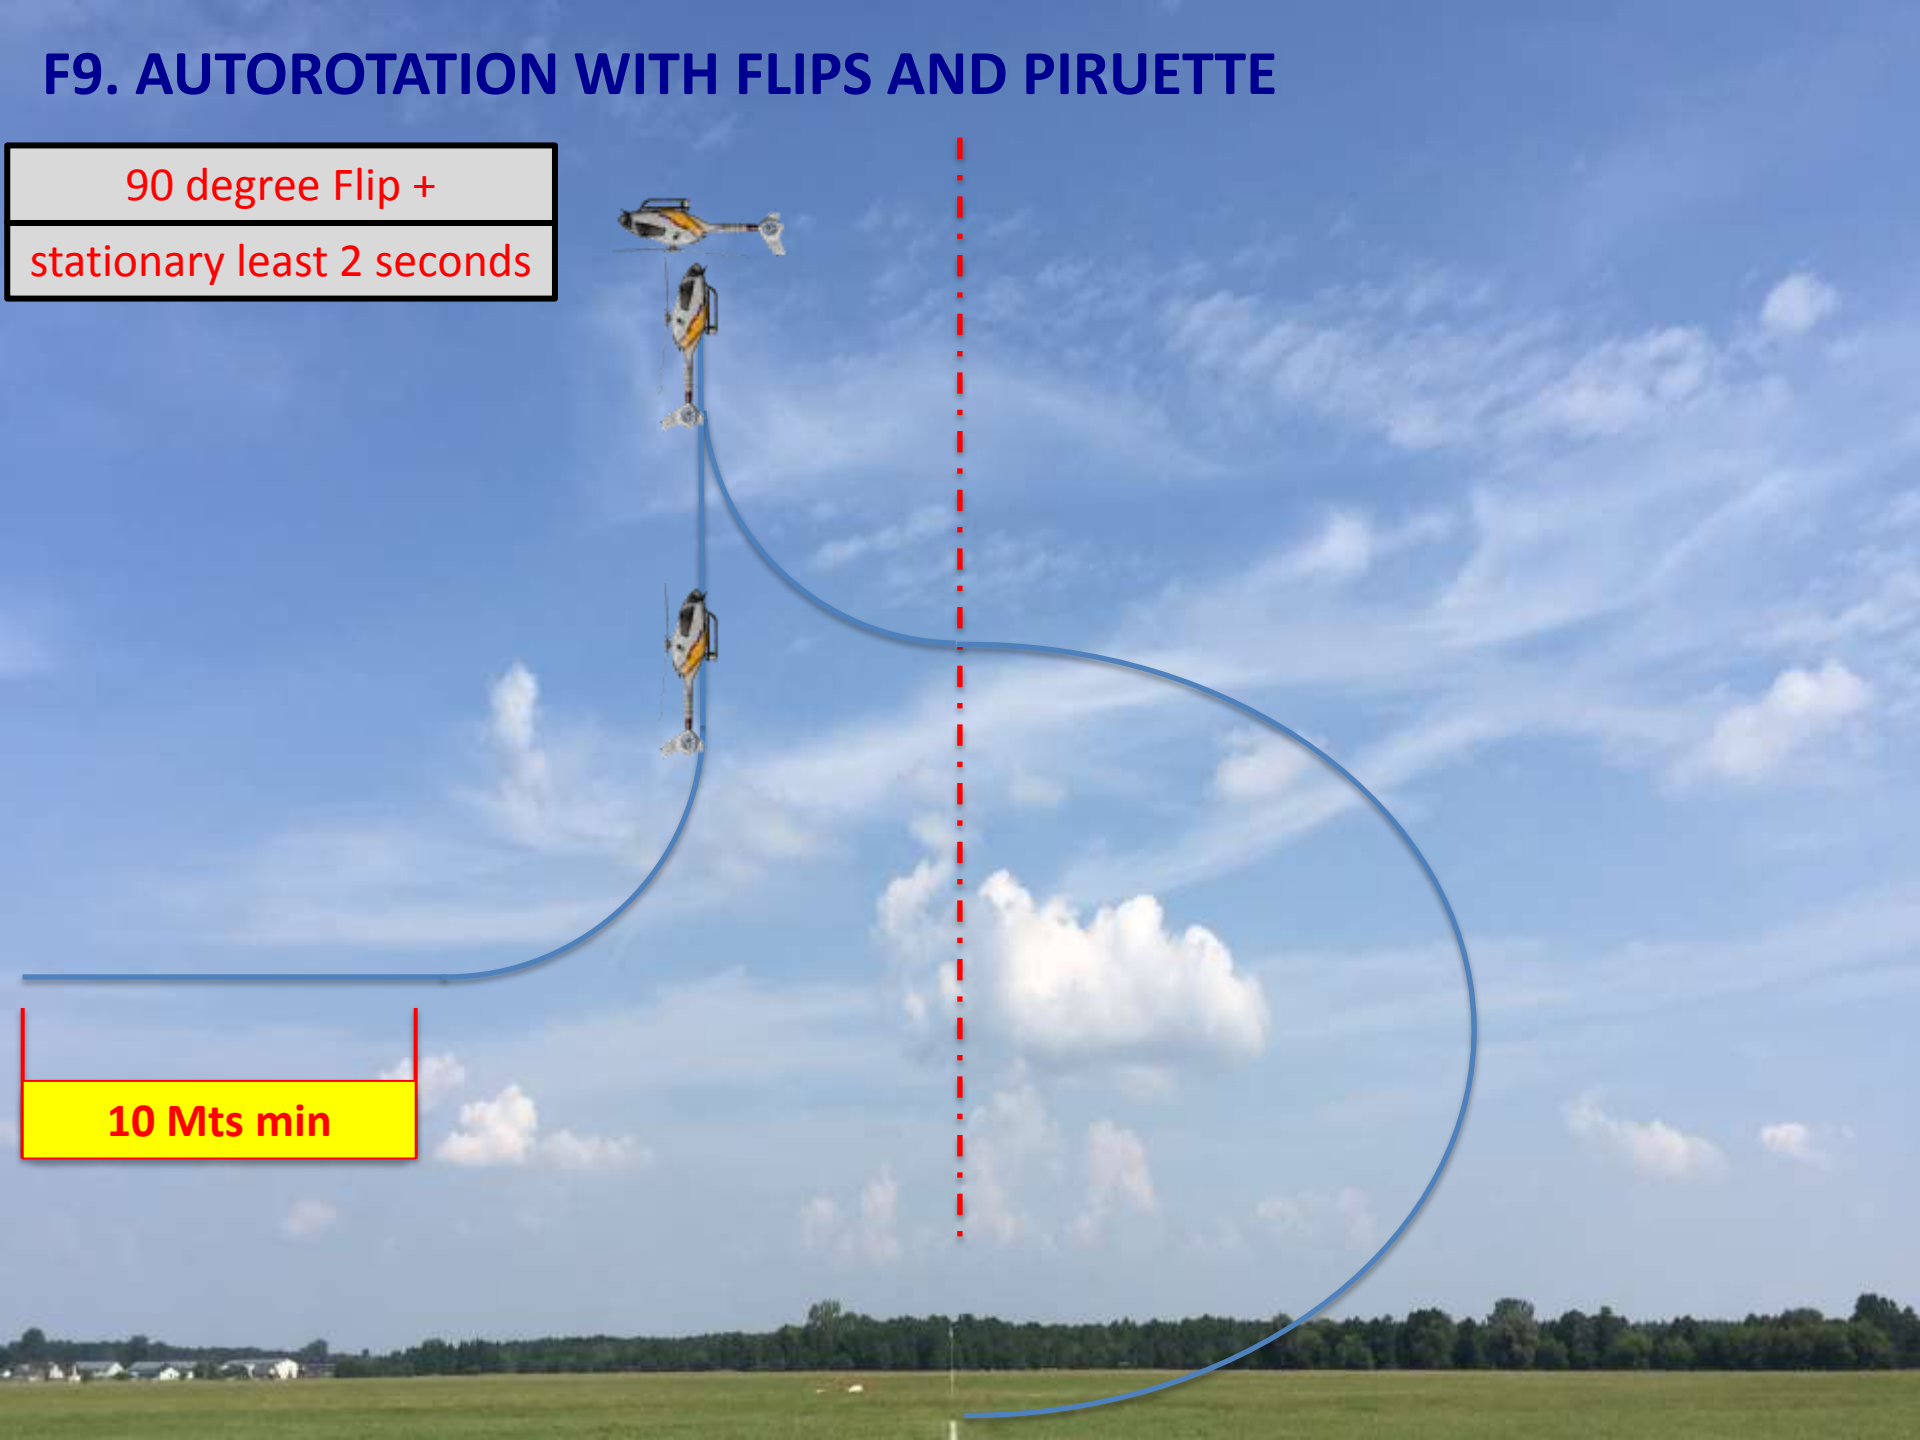 F9. AUTOROTATION WITH FLIPS AND PIRUETTE
90 degree Flip +
stationary least 2 seconds
10 Mts min